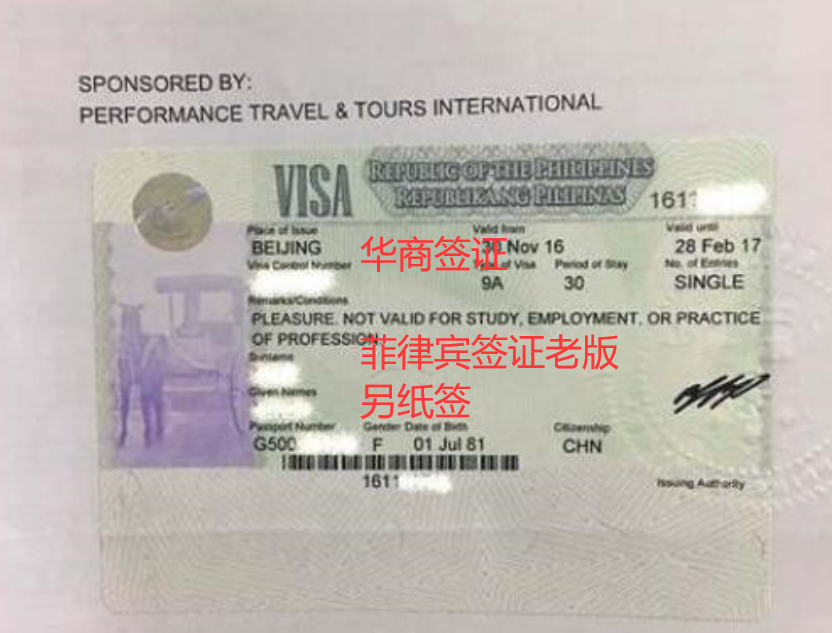 SPONSORED BY:
PERFORMANCE TRAVEL & TOURS INTERNATIONAL
VISA
REPUBLIC OF THE PHILIPPINES
REPUBLIKA NG PILIPINAS
1611
Place of Issue Valid from Valid until
BEIJING 30 Nov 16 28 Feb 17
华商签证
Visa Control Number of Visa Period of Stay No. of Entries
9A 30 SINGLE
Remarks/Conditions
PLEASURE. NOT VALID FOR STUDY, EMPLOYMENT, OR PRACTICE
OF PROFESSION
菲律宾签证老版
Surname
另纸签
Given Names
Passport Number Gender Date of Birth Citizenship
G500 F 01 Jul 81 CHN
1611
Issuing Authority